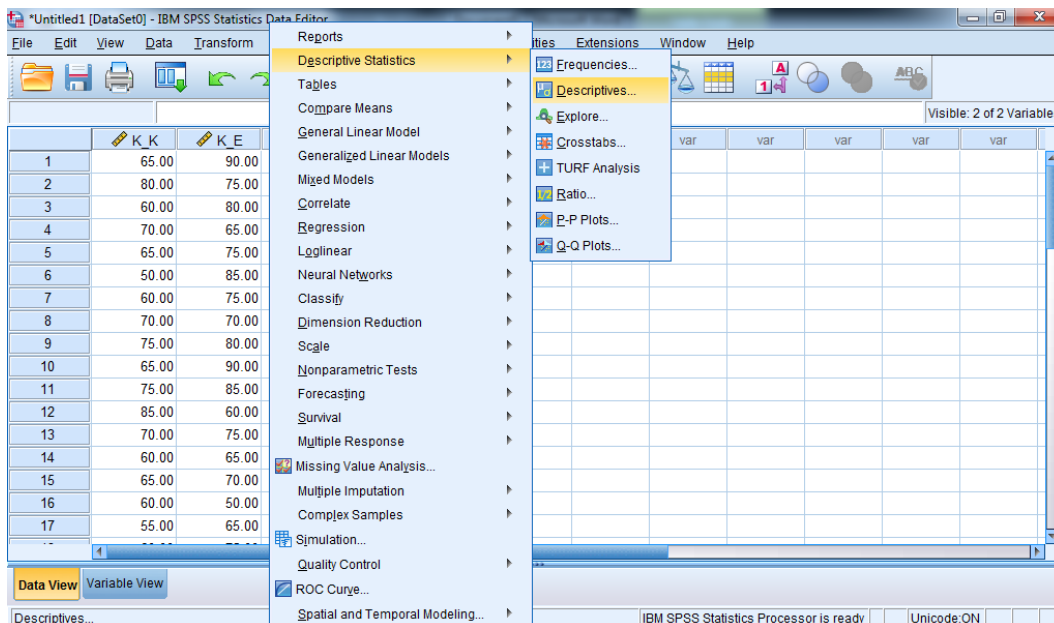 *Untitled1 [DataSet0] - IBM SPSS Statistics Data Editor
File Edit View Data Transform ities Extensions Window Help
Visible: 2 of 2 Variable
K_K K_E var var var var var
1 65.00 90.00
2 80.00 75.00
3 60.00 80.00
4 70.00 65.00
5 65.00 75.00
6 50.00 85.00
7 60.00 75.00
8 70.00 70.00
9 75.00 80.00
10 65.00 90.00
11 75.00 85.00
12 85.00 60.00
13 70.00 75.00
14 60.00 65.00
15 65.00 70.00
16 60.00 50.00
17 55.00 65.00
Reports
Descriptive Statistics
Tables
Compare Means
General Linear Model
Generalized Linear Models
Mixed Models
Correlate
Regression
Loglinear
Neural Networks
Classify
Dimension Reduction
Scale
Nonparametric Tests
Forecasting
Survival
Multiple Response
Missing Value Analysis...
Multiple Imputation
Complex Samples
Simulation...
Quality Control
ROC Curve...
Spatial and Temporal Modeling...
123 Frequencies...
Descriptives...
Explore...
Crosstabs...
TURF Analysis
1/2 Ratio...
P-P Plots...
Q-Q Plots...
A
1
ABC
Data View Variable View
Descriptives...
IBM SPSS Statistics Processor is ready Unicode:ON